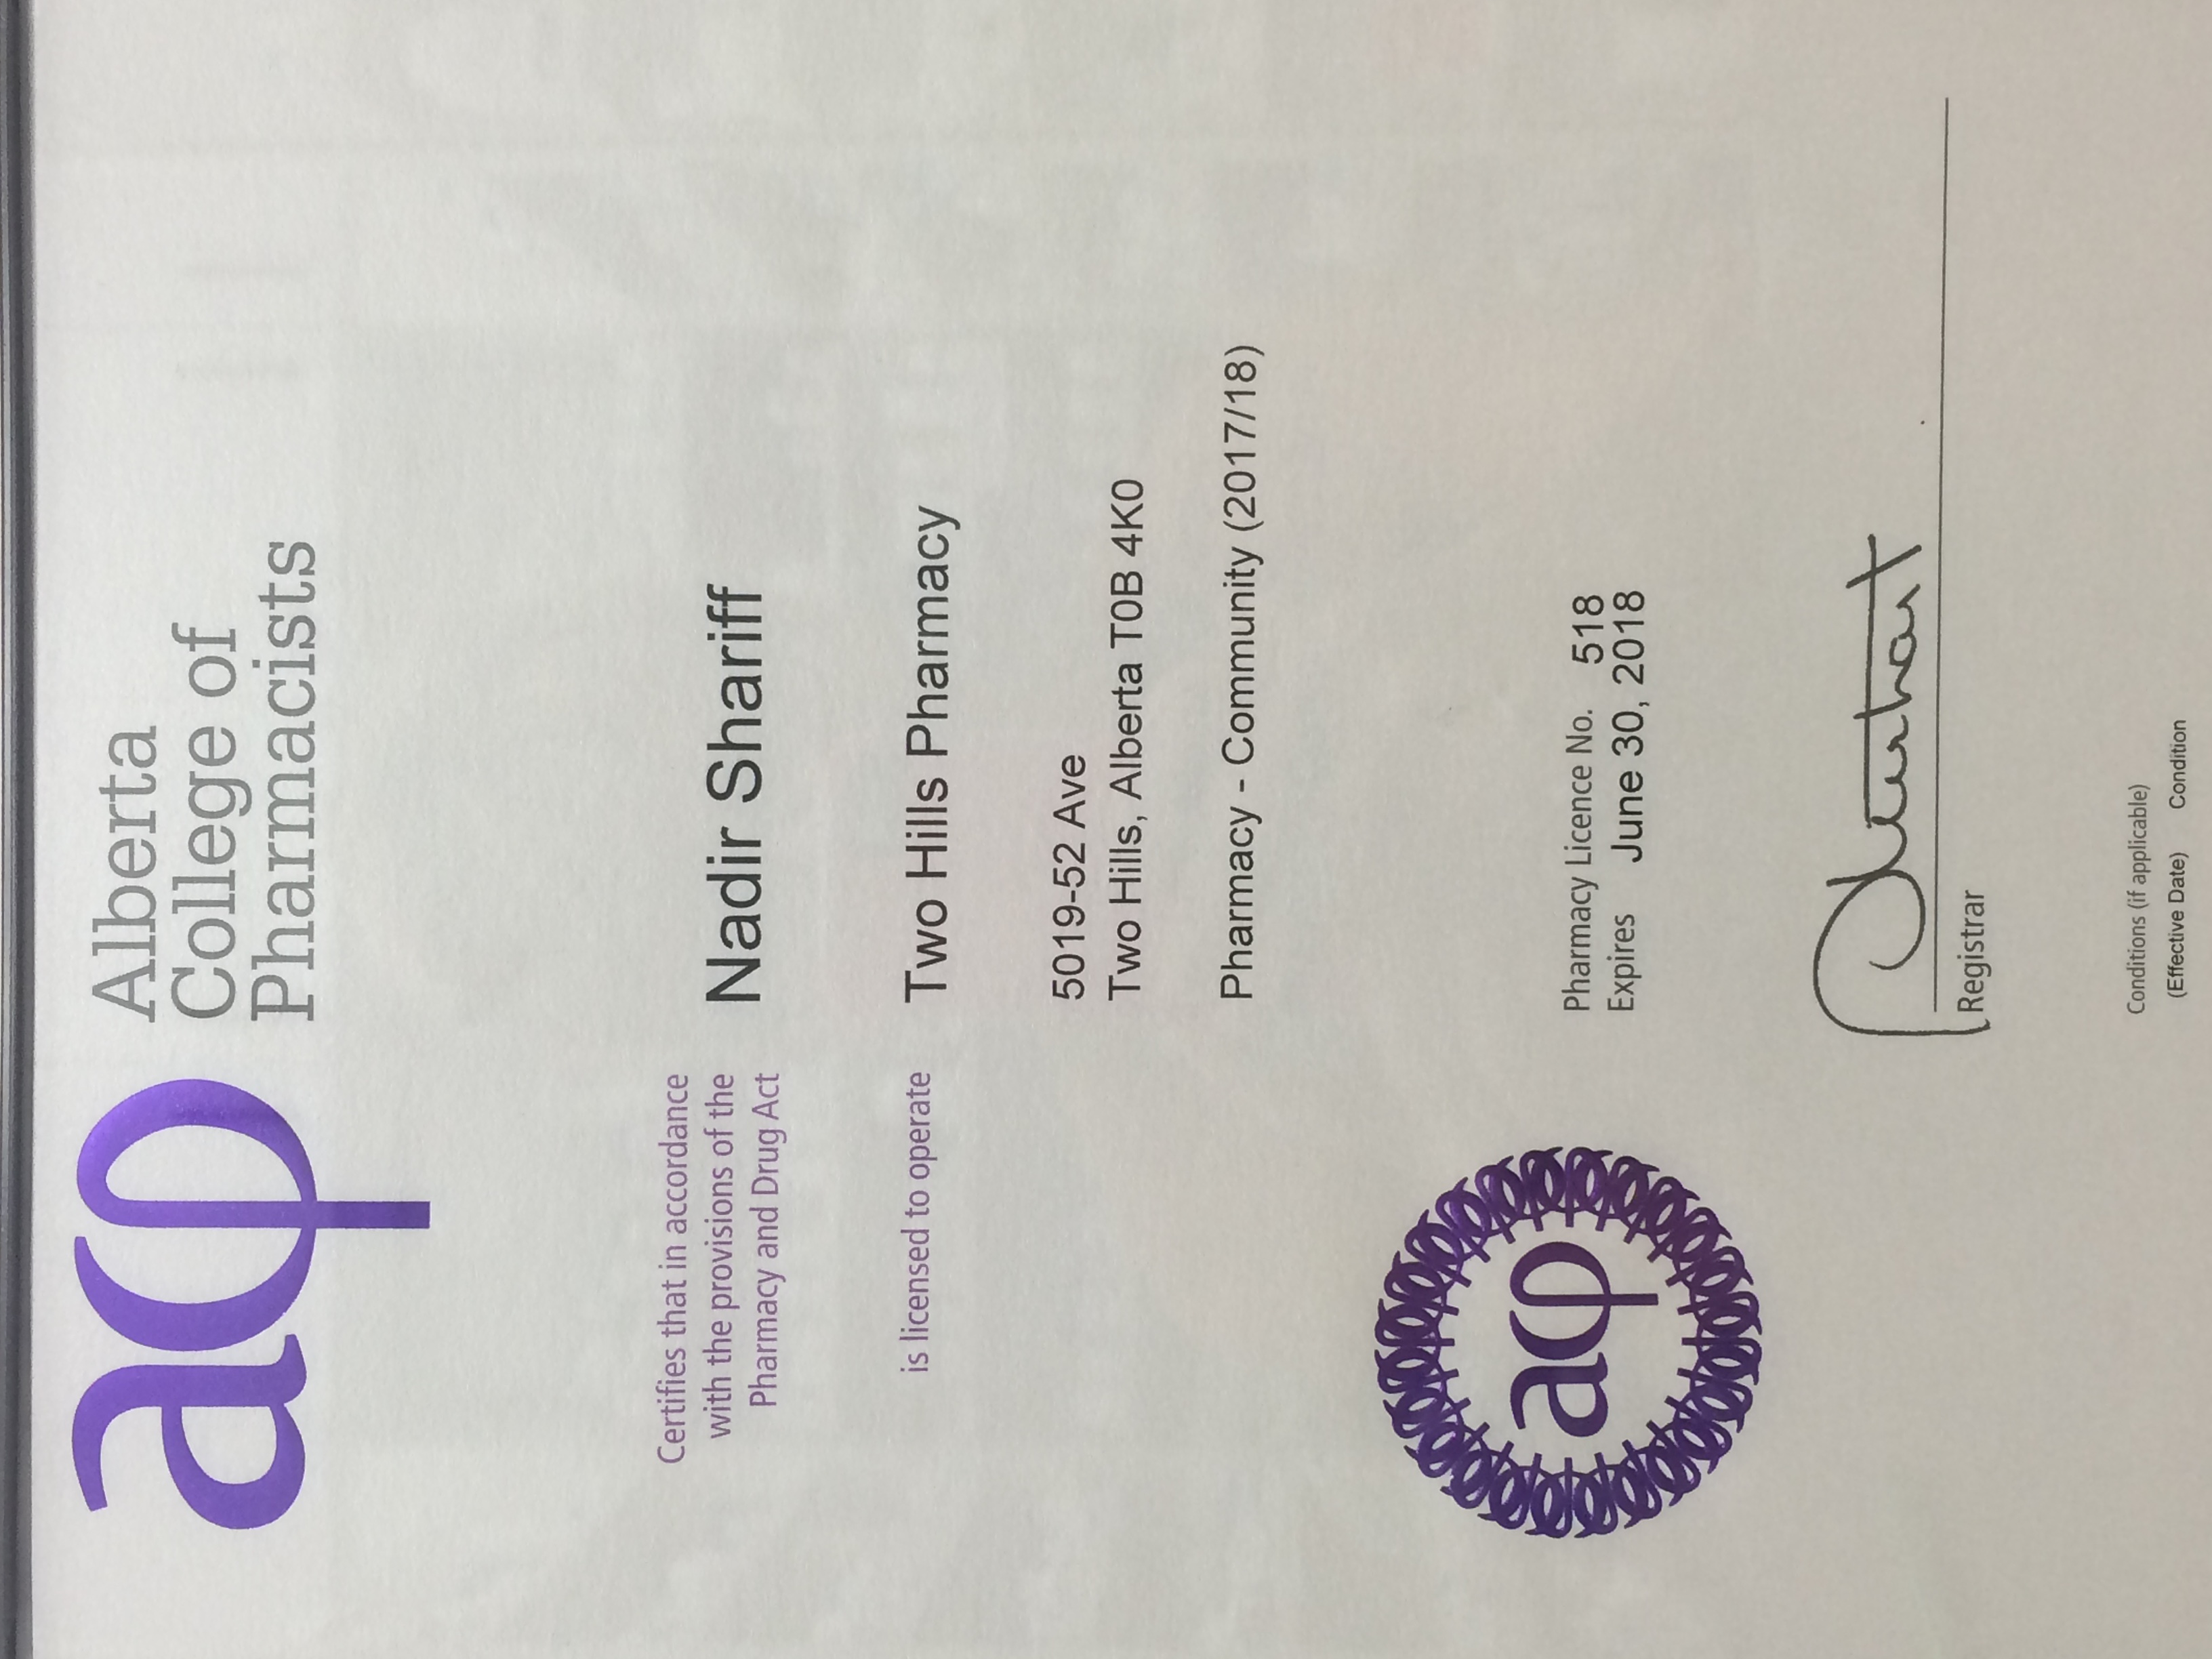 aφ
Alberta
College of
Pharmacists
Certifies that in accordance
with the provisions of the
Pharmacy and Drug Act
Nadir Shariff
is licensed to operate
Two Hills Pharmacy
5019-52 Ave
Two Hills, Alberta T0B 4K0
Pharmacy - Community (2017/18)
aφ
Pharmacy Licence No. 518
Expires June 30, 2018
Registrar
Conditions (if applicable)
(Effective Date) Condition